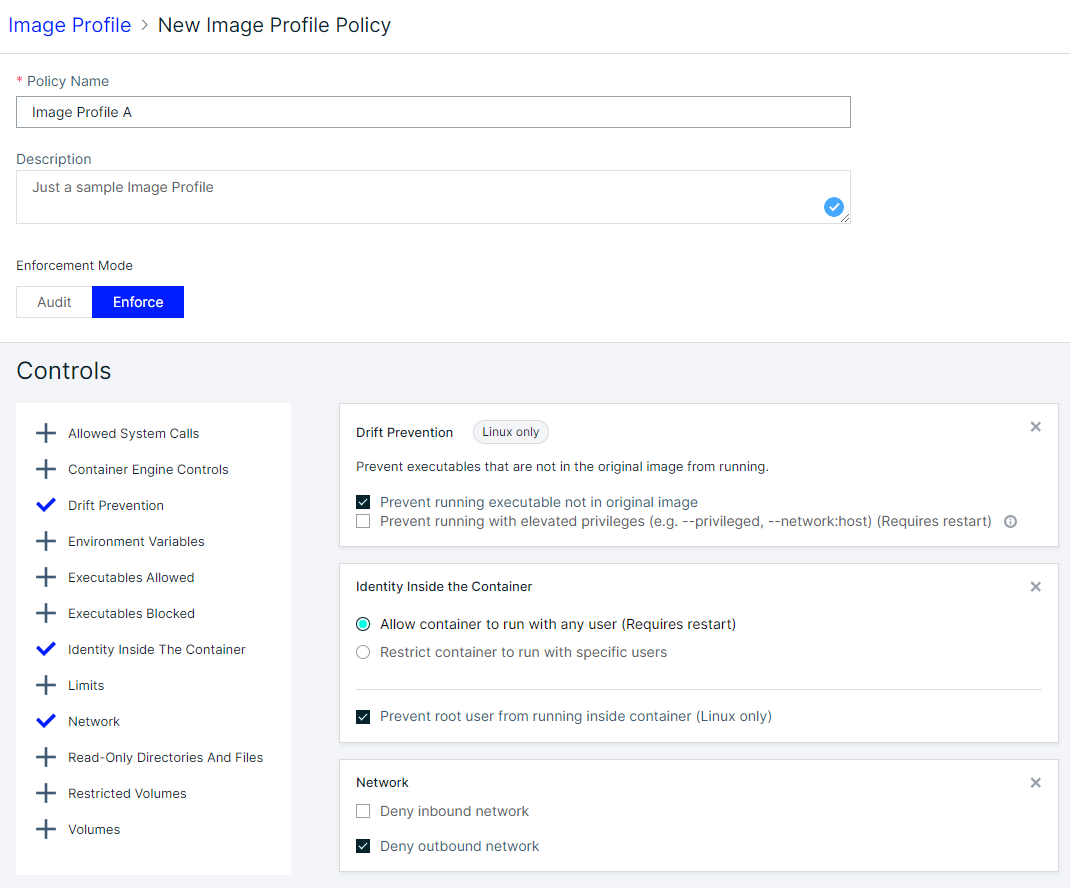 Image Profile > New Image Profile Policy
* Policy Name
Image Profile A
Description
Just a sample Image Profile
Enforcement Mode
Audit Enforce
Controls
Allowed System Calls
Container Engine Controls
Drift Prevention
Environment Variables
Executables Allowed
Executables Blocked
Identity Inside The Container
Limits
Network
Read-Only Directories And Files
Restricted Volumes
Volumes
Drift Prevention Linux only
Prevent executables that are not in the original image from running.
Prevent running executable not in original image
Prevent running with elevated privileges (e.g. --privileged, --network:host) (Requires restart)
Identity Inside the Container
Allow container to run with any user (Requires restart)
Restrict container to run with specific users
Prevent root user from running inside container (Linux only)
Network
Deny inbound network
Deny outbound network